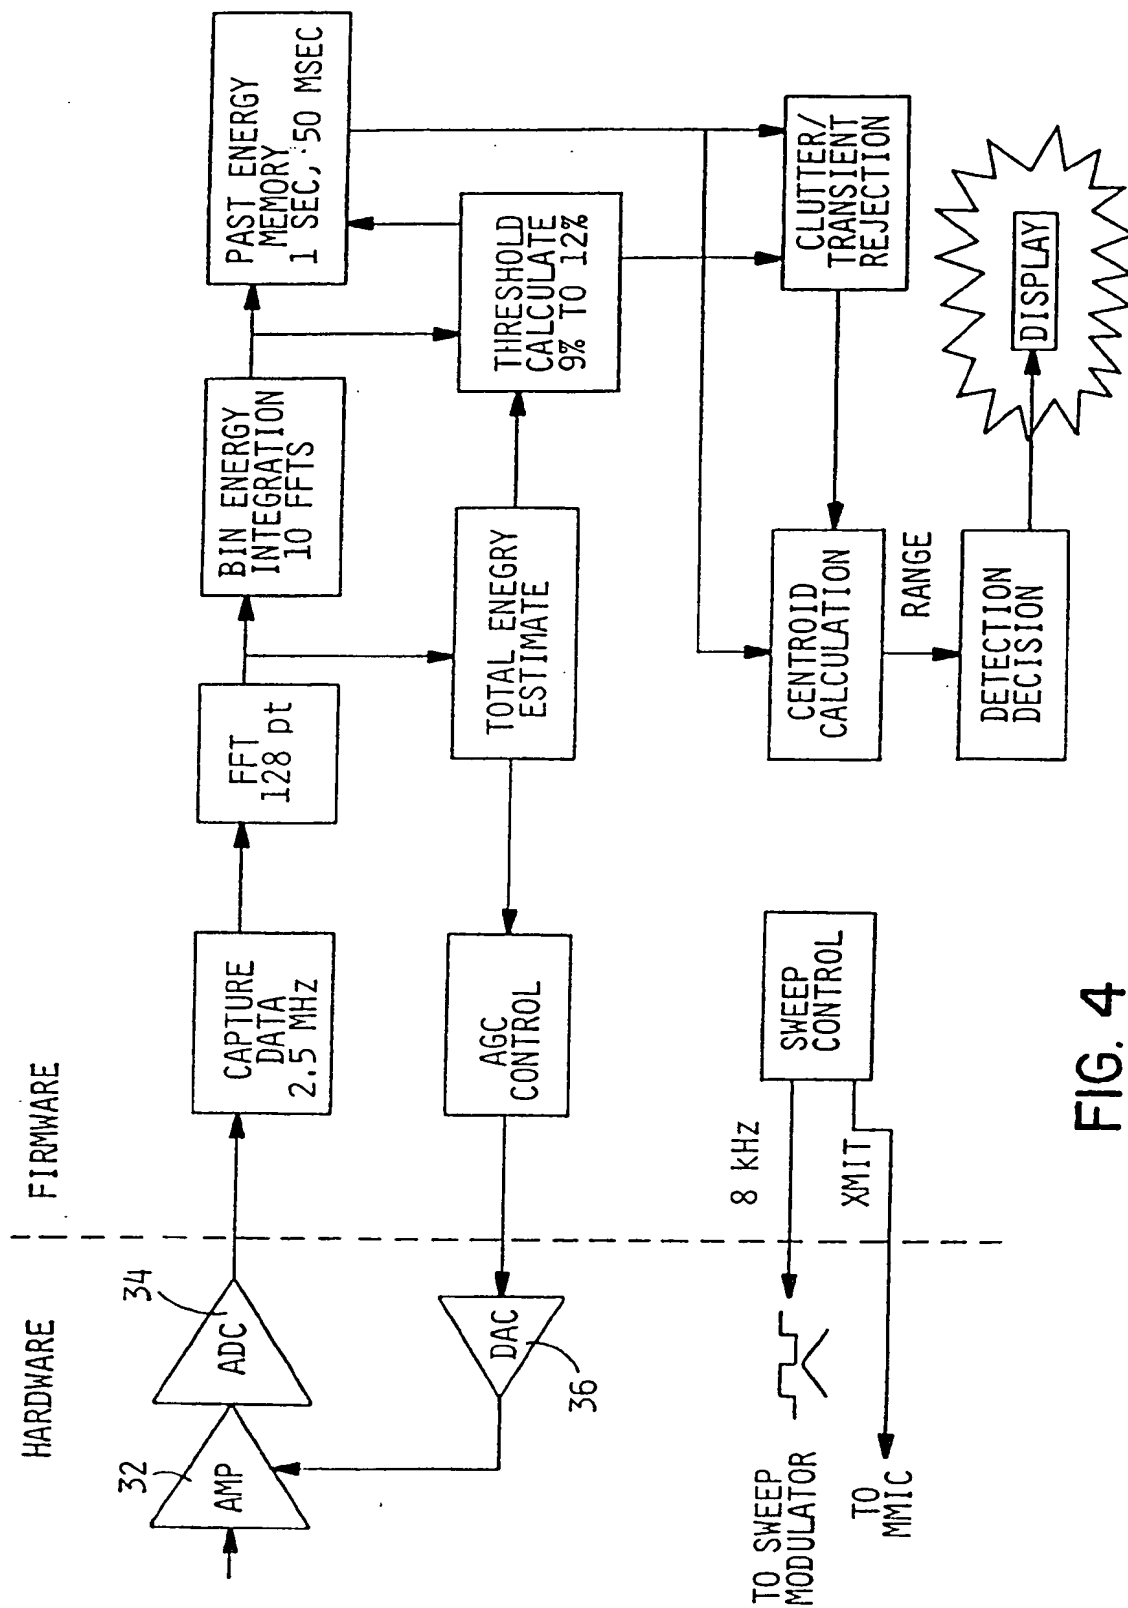 HARDWARE
FIRMWARE
32
AMP
34
ADC
CAPTURE
DATA
2.5 MHz
FFT
128 pt
BIN ENERGY
INTEGRATION
10 FFTS
PAST ENERGY
MEMORY
1 SEC, 50 MSEC
36
DAC
AGC
CONTROL
TOTAL ENEGRY
ESTIMATE
THRESHOLD
CALCULATE
9% TO 12%
TO SWEEP
MODULATOR
8 kHz
SWEEP
CONTROL
XMIT
TO
MMIC
CENTROID
CALCULATION
CLUTTER/
TRANSIENT
REJECTION
RANGE
DETECTION
DECISION
DISPLAY
FIG. 4